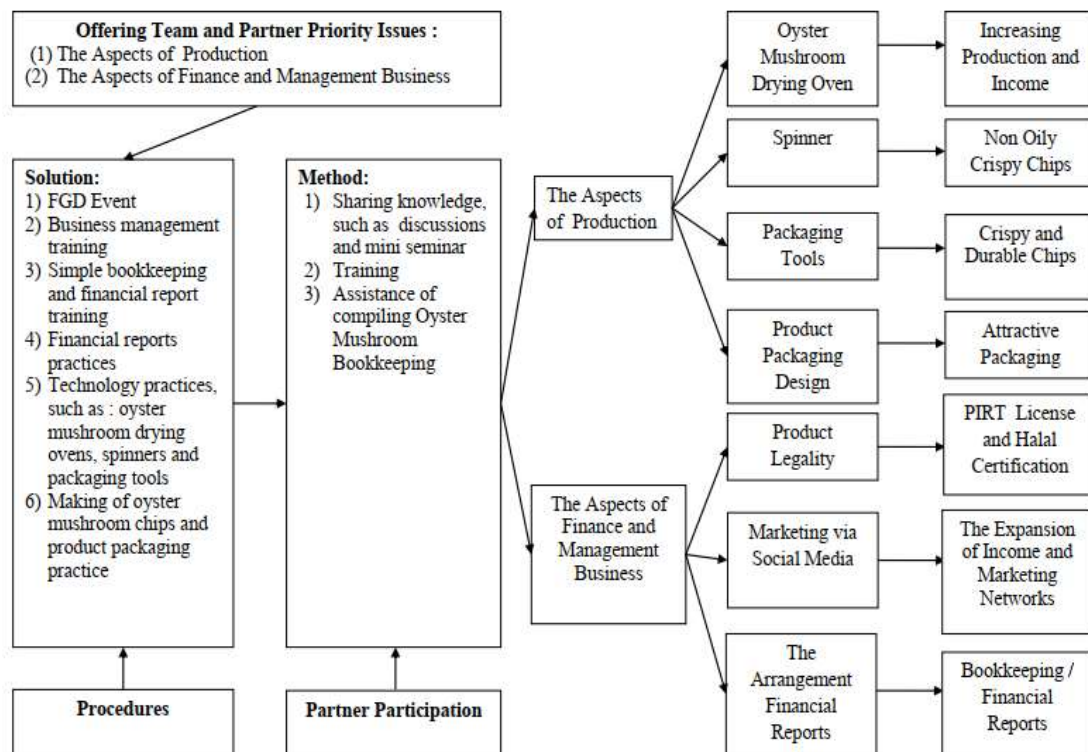 Offering Team and Partner Priority Issues :
(1) The Aspects of Production
(2) The Aspects of Finance and Management Business
Solution:
1) FGD Event
2) Business management
training
3) Simple bookkeeping
and financial report
training
4) Financial reports
practices
5) Technology practices,
such as : oyster
mushroom drying
ovens, spinners and
packaging tools
6) Making of oyster
mushroom chips and
product packaging
practice
Procedures
Method:
1) Sharing knowledge,
such as discussions
and mini seminar
2) Training
3) Assistance of
compiling Oyster
Mushroom
Bookkeeping
Partner Participation
The Aspects
of Production
The Aspects of
Finance and
Management
Business
Oyster
Mushroom
Drying Oven
Increasing
Production and
Income
Spinner
Non Oily
Crispy Chips
Packaging
Tools
Crispy and
Durable Chips
Product
Packaging
Design
Attractive
Packaging
Product
Legality
PIRT License
and Halal
Certification
Marketing via
Social Media
The Expansion
of Income and
Marketing
Networks
The
Arrangement
Financial
Reports
Bookkeeping /
Financial
Reports